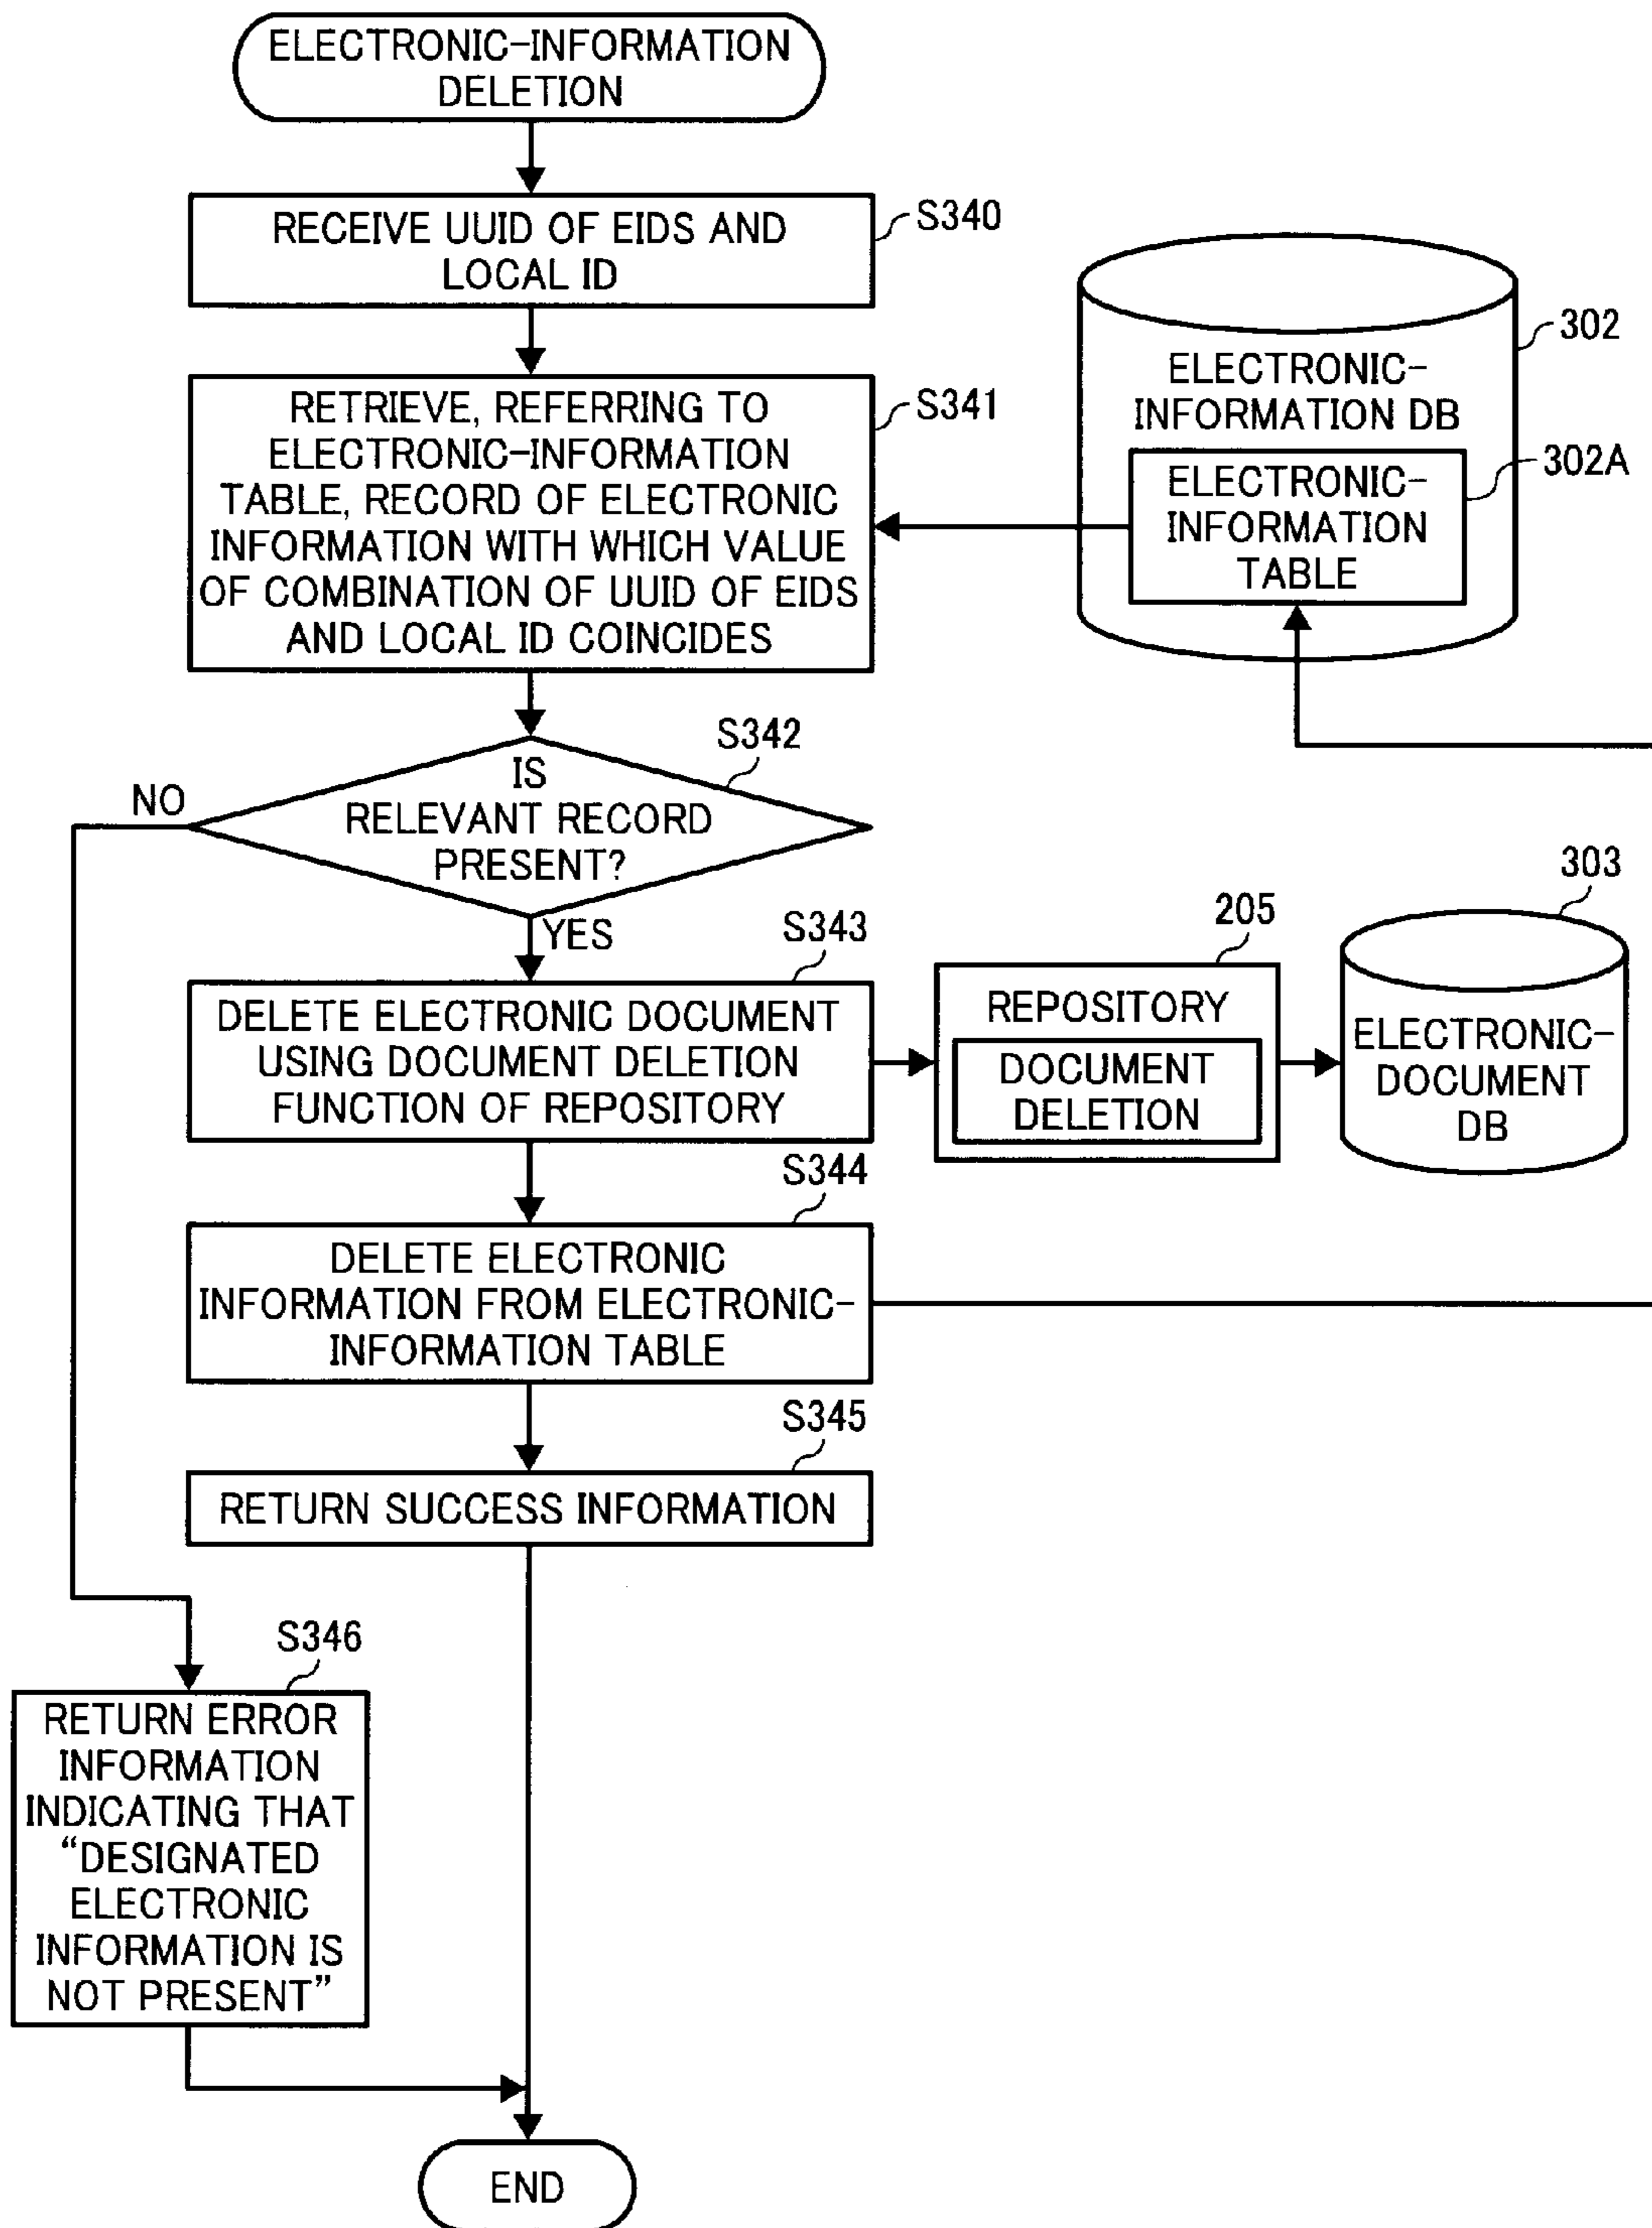 ELECTRONIC-INFORMATION
DELETION
RECEIVE UUID OF EIDS AND
LOCAL ID
S340
RETRIEVE, REFERRING TO
ELECTRONIC-INFORMATION
TABLE, RECORD OF ELECTRONIC
INFORMATION WITH WHICH VALUE
OF COMBINATION OF UUID OF EIDS
AND LOCAL ID COINCIDES
S341
ELECTRONIC-
INFORMATION DB
302
ELECTRONIC-
INFORMATION
TABLE
302A
S342
IS
RELEVANT RECORD
PRESENT?
NO
YES
S343
DELETE ELECTRONIC DOCUMENT
USING DOCUMENT DELETION
FUNCTION OF REPOSITORY
205
REPOSITORY
DOCUMENT
DELETION
303
ELECTRONIC-
DOCUMENT
DB
S344
DELETE ELECTRONIC
INFORMATION FROM ELECTRONIC-
INFORMATION TABLE
S345
RETURN SUCCESS INFORMATION
S346
RETURN ERROR
INFORMATION
INDICATING THAT
“DESIGNATED
ELECTRONIC
INFORMATION IS
NOT PRESENT”
END